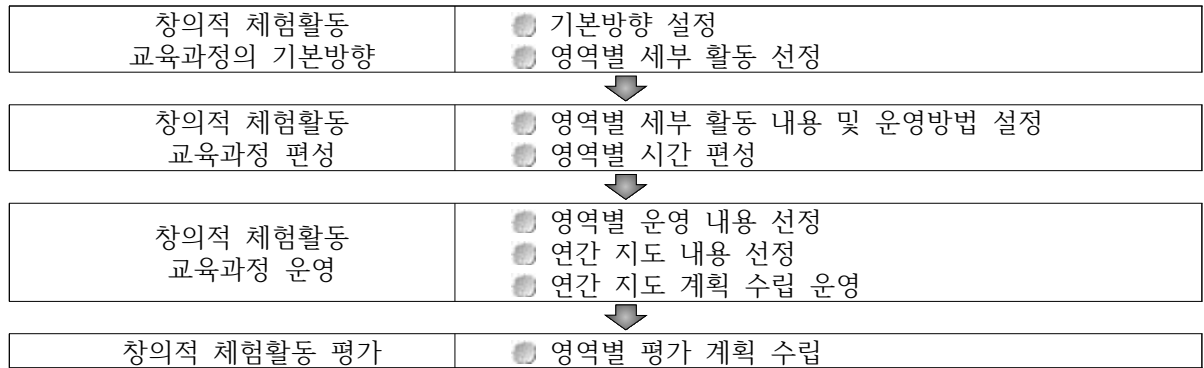 창의적 체험활동
교육과정의 기본방향
기본방향 설정
영역별 세부 활동 선정
창의적 체험활동
교육과정 편성
영역별 세부 활동 내용 및 운영방법 설정
영역별 시간 편성
창의적 체험활동
교육과정 운영
영역별 운영 내용 선정
연간 지도 내용 선정
연간 지도 계획 수립 운영
창의적 체험활동 평가
영역별 평가 계획 수립